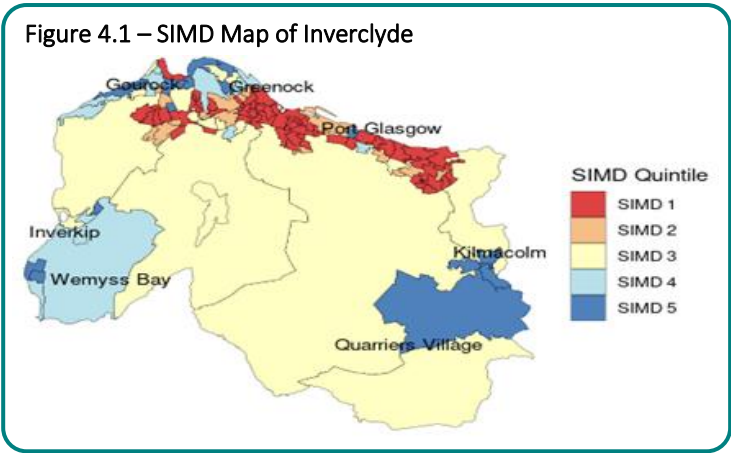 Figure 4.1 – SIMD Map of Inverclyde
Gourock
Greenock
Port Glasgow
Inverkip
Wemyss Bay
Kilmacolm
Quarriers Village
SIMD Quintile
SIMD 1
SIMD 2
SIMD 3
SIMD 4
SIMD 5